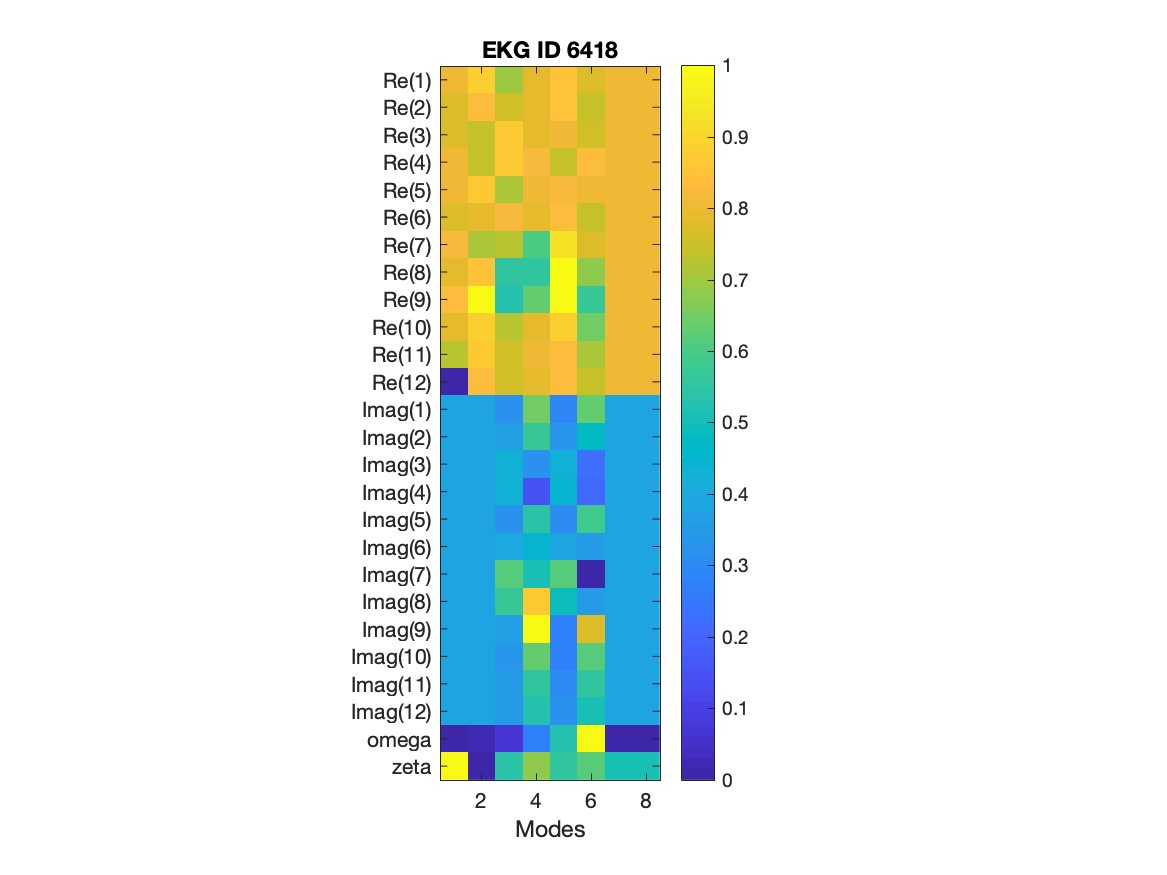 EKG ID 6418
Re(1)
Re(2)
Re(3)
Re(4)
Re(5)
Re(6)
Re(7)
Re(8)
Re(9)
Re(10)
Re(11)
Re(12)
Imag(1)
Imag(2)
Imag(3)
Imag(4)
Imag(5)
Imag(6)
Imag(7)
Imag(8)
Imag(9)
Imag(10)
Imag(11)
Imag(12)
omega
zeta
2 4 6 8
Modes
1
0.9
0.8
0.7
0.6
0.5
0.4
0.3
0.2
0.1
0